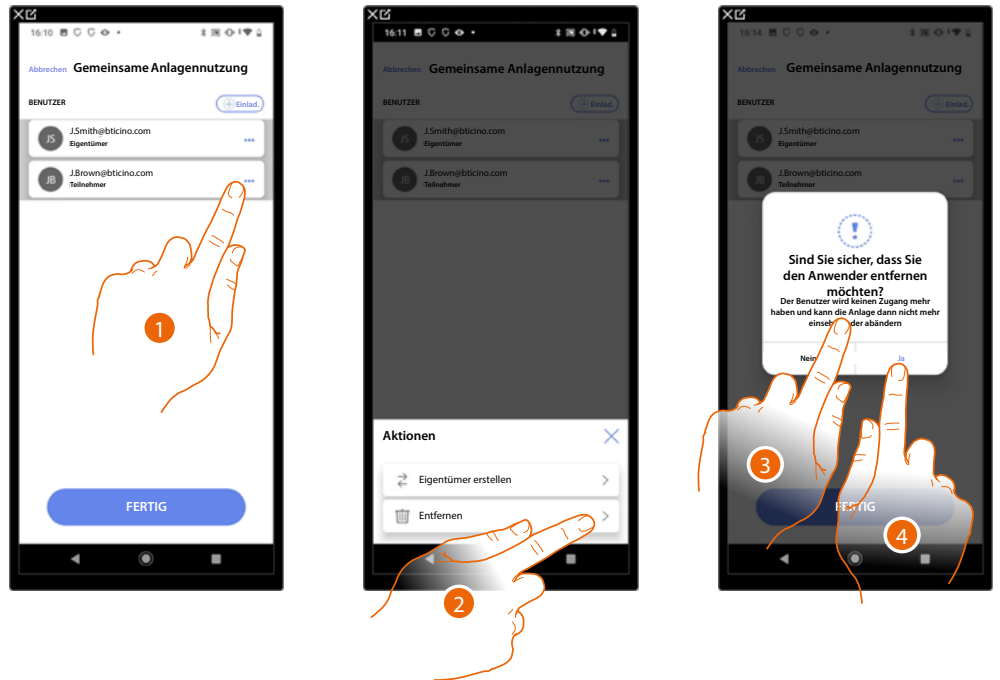 16:10
Abbrechen Gemeinsame Anlagennutzung
BENUTZER
Einlad.
JS
J.Smith@bticino.com
Eigentümer
JB
J.Brown@bticino.com
Teilnehmer
1
FERTIG
16:11
Abbrechen Gemeinsame Anlagennutzung
BENUTZER
Einlad.
JS
J.Smith@bticino.com
Eigentümer
JB
J.Brown@bticino.com
Teilnehmer
Aktionen
Eigentümer erstellen
Entfernen
2
16:14
Abbrechen Gemeinsame Anlagennutzung
BENUTZER
Einlad.
JS
J.Smith@bticino.com
Eigentümer
JB
J.Brown@bticino.com
Teilnehmer
Sind Sie sicher, dass Sie
den Anwender entfernen
möchten?
Der Benutzer wird keinen Zugang mehr
haben und kann die Anlage dann nicht mehr
abändern
Nein
Ja
3
FERTIG
4